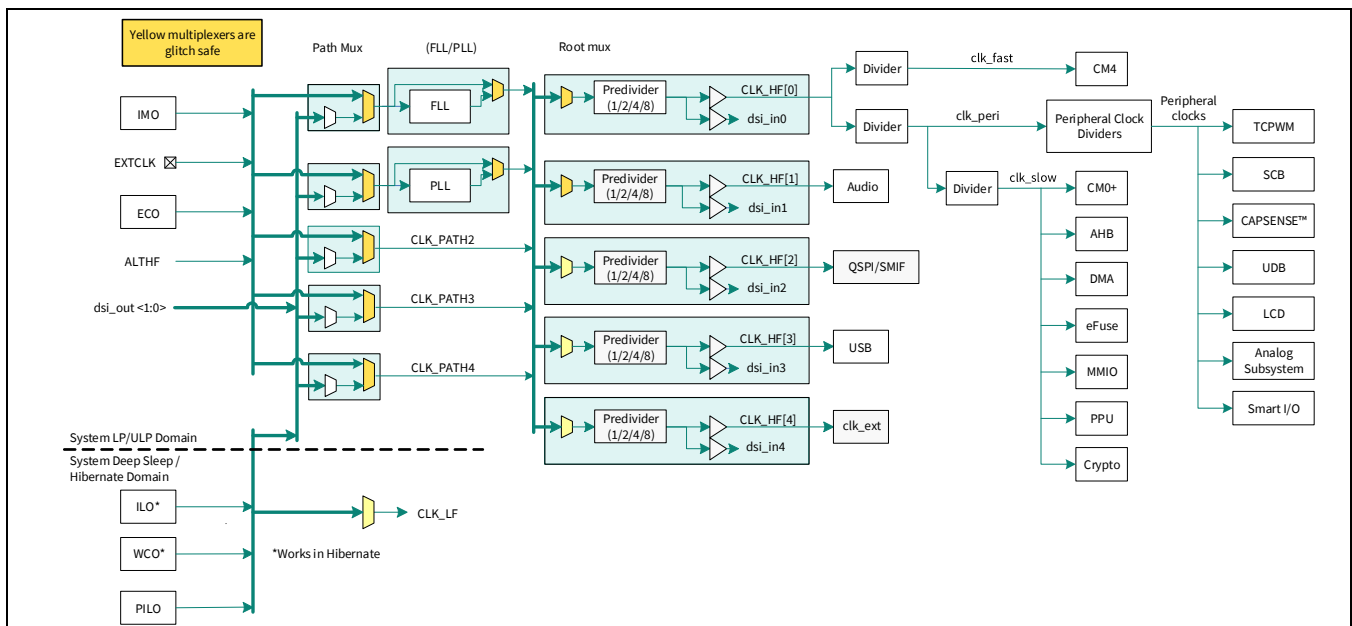 Yellow multiplexers are
glitch safe
Path Mux
(FLL/PLL)
Root mux
IMO
EXTCLK
ECO
ALTHF
dsi_out <1:0>
FLL
PLL
CLK_PATH2
CLK_PATH3
CLK_PATH4
Predivider
(1/2/4/8)
CLK_HF[0]
dsi_in0
Predivider
(1/2/4/8)
CLK_HF[1]
dsi_in1
Audio
Predivider
(1/2/4/8)
CLK_HF[2]
dsi_in2
QSPI/SMIF
Predivider
(1/2/4/8)
CLK_HF[3]
dsi_in3
USB
Predivider
(1/2/4/8)
CLK_HF[4]
dsi_in4
clk_ext
Divider
clk_fast
CM4
Divider
clk_peri
Peripheral Clock
Dividers
Peripheral
clocks
Divider
clk_slow
CM0+
AHB
DMA
eFuse
MMIO
PPU
Crypto
TCPWM
SCB
CAPSENSE™
UDB
LCD
Analog
Subsystem
Smart I/O
System LP/ULP Domain
System Deep Sleep /
Hibernate Domain
ILO*
WCO*
PILO
CLK_LF
*Works in Hibernate